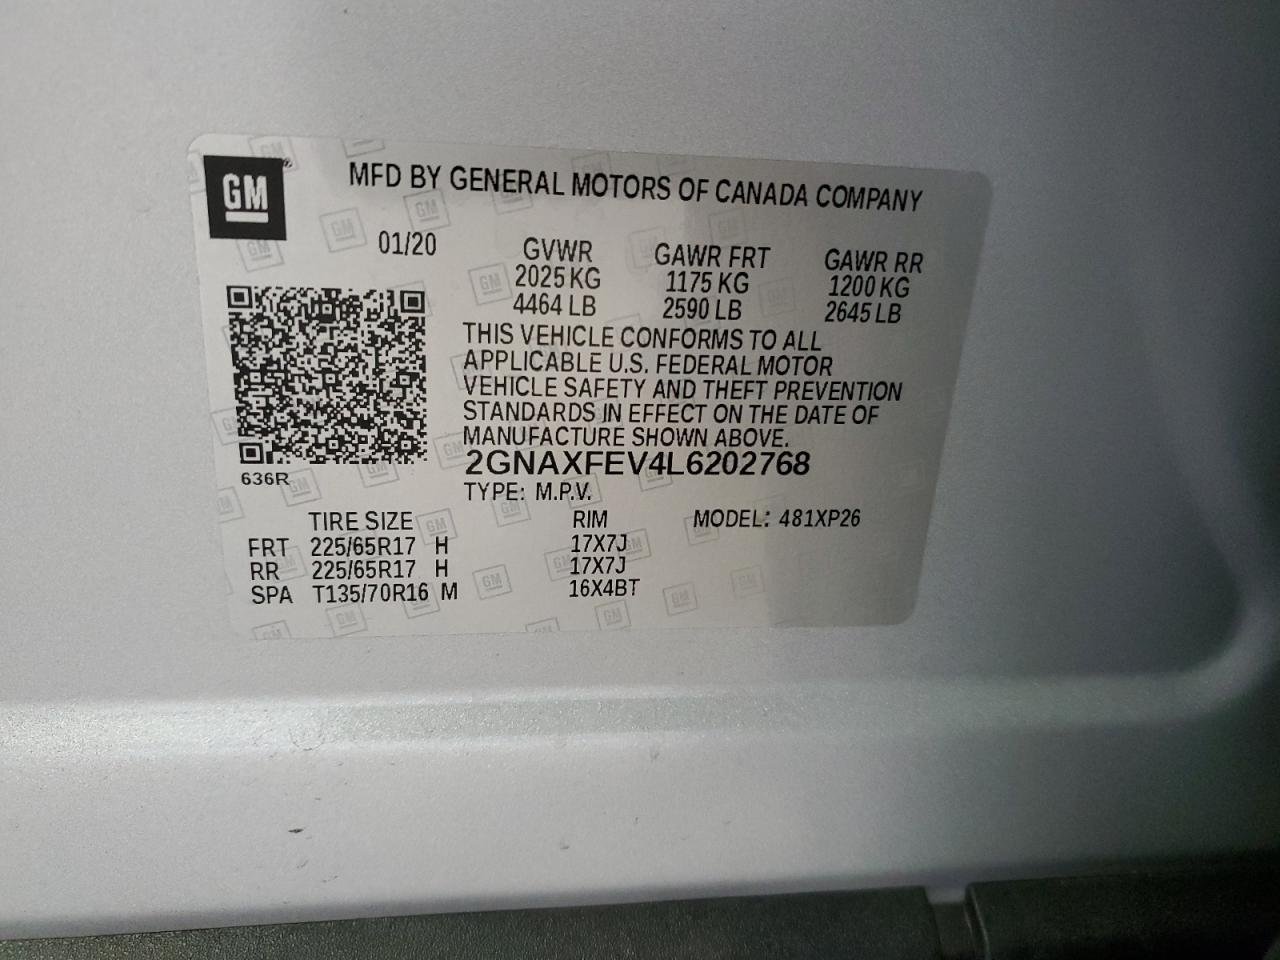 GM®
MFD BY GENERAL MOTORS OF CANADA COMPANY
01/20
GVWR
2025 KG
4464 LB
GAWR FRT
1175 KG
2590 LB
GAWR RR
1200 KG
2645 LB
THIS VEHICLE CONFORMS TO ALL
APPLICABLE U.S. FEDERAL MOTOR
VEHICLE SAFETY AND THEFT PREVENTION
STANDARDS IN EFFECT ON THE DATE OF
MANUFACTURE SHOWN ABOVE.
2GNAXFEV4L6202768
636R
TYPE: M.P.V.
TIRE SIZE RIM MODEL: 481XP26
FRT 225/65R17 H 17X7J
RR 225/65R17 H 17X7J
SPA T135/70R16 M 16X4BT